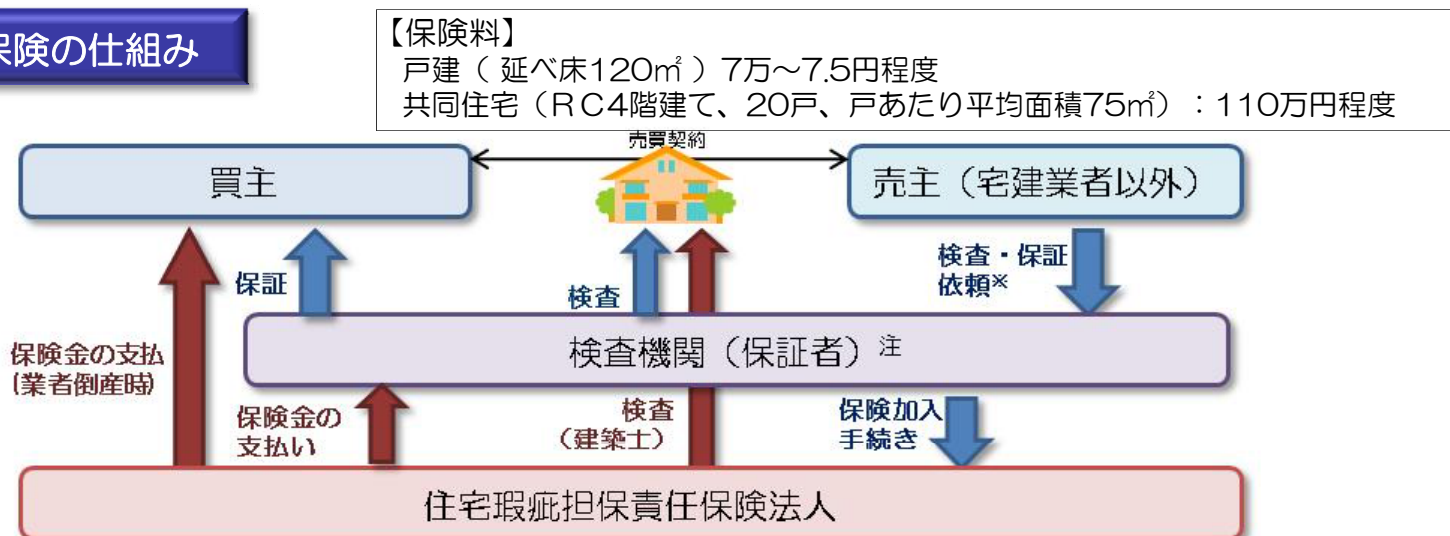 保険の仕組み
【保険料】
戸建（ 延べ床120㎡ ）7万～7.5円程度
共同住宅（ＲＣ4階建て、20戸、戸あたり平均面積75㎡）：110万円程度
売買契約
買主
売主（宅建業者以外）
保証
検査
検査・保証
依頼※
検査機関（保証者）注
保険金の支払
(業者倒産時)
保険金の
支払い
検査
（建築士）
保険加入
手続き
住宅瑕疵担保責任保険法人